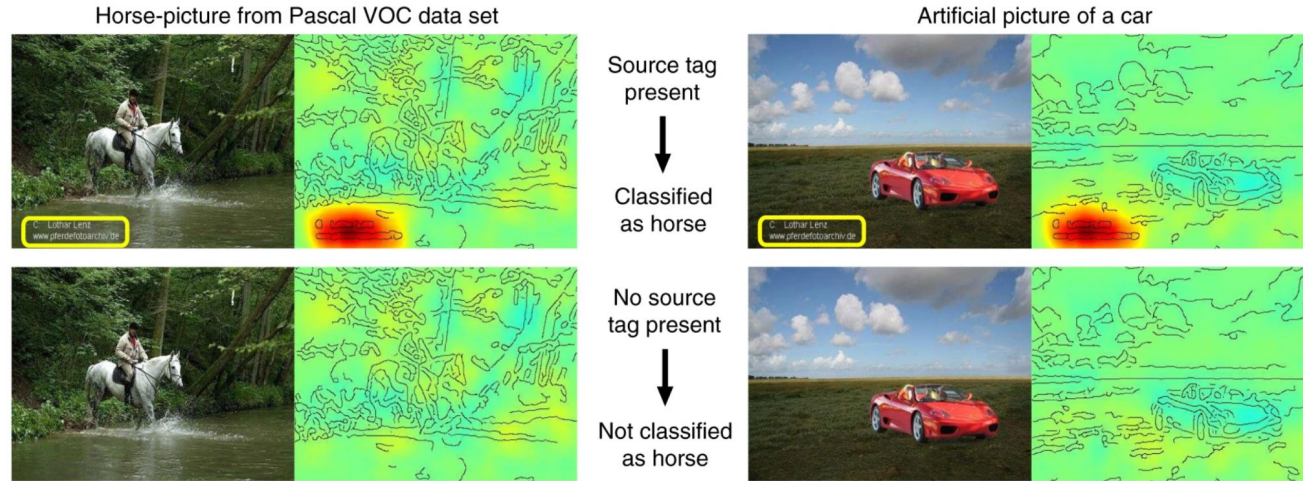 Horse-picture from Pascal VOC data set
Artificial picture of a car
C Lothar Lenz
www.pferdefotoarchiv.de
Source tag
present
Classified
as horse
C Lothar Lenz
www.pferdefotoarchiv.de
No source
tag present
Not classified
as horse